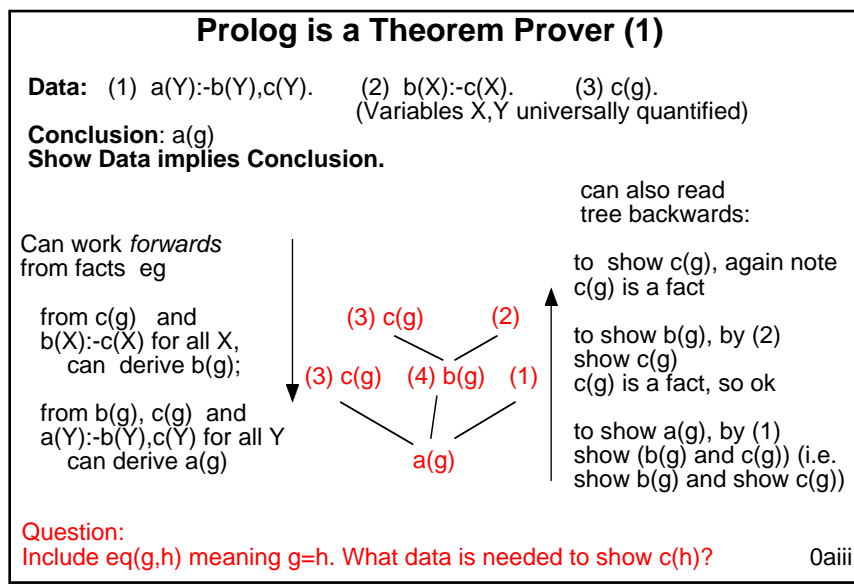 Prolog is a Theorem Prover (1)
Data: (1) a(Y):-b(Y),c(Y). (2) b(X):-c(X). (3) c(g).
(Variables X,Y universally quantified)
Conclusion: a(g)
Show Data implies Conclusion.
Can work forwards
from facts eg
from c(g) and
b(X):-c(X) for all X,
can derive b(g);
from b(g), c(g) and
a(Y):-b(Y),c(Y) for all Y
can derive a(g)
(3) c(g) (2)
(3) c(g) (4) b(g) (1)
a(g)
can also read
tree backwards:
to show c(g), again note
c(g) is a fact
to show b(g), by (2)
show c(g)
c(g) is a fact, so ok
to show a(g), by (1)
show (b(g) and c(g)) (i.e.
show b(g) and show c(g))
Question:
Include eq(g,h) meaning g=h. What data is needed to show c(h)? 0aiii